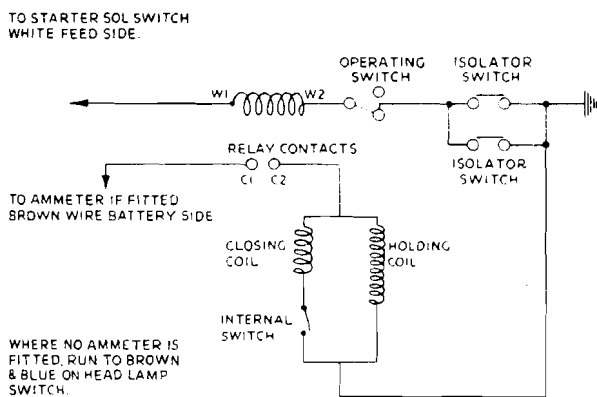 TO STARTER SOL SWITCH
WHITE FEED SIDE.
OPERATING
SWITCH
ISOLATOR
SWITCH
W1
W2
RELAY CONTACTS
C1
C2
ISOLATOR
SWITCH
TO AMMETER IF FITTED
BROWN WIRE BATTERY SIDE
CLOSING
COIL
HOLDING
COIL
INTERNAL
SWITCH
WHERE NO AMMETER IS
FITTED, RUN TO BROWN
& BLUE ON HEAD LAMP
SWITCH.